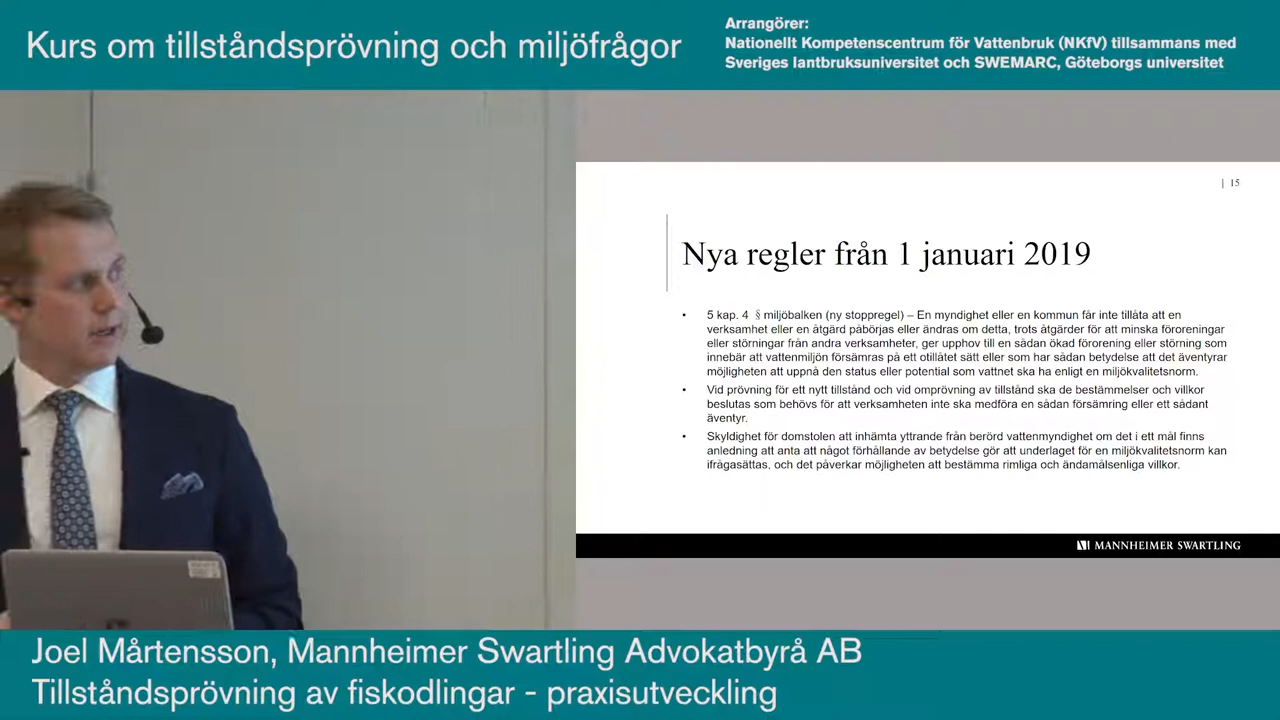 Kurs om tillståndsprövning och miljöfrågor
Arrangörer:
Nationellt Kompetenscentrum för Vattenbruk (NKfV) tillsammans med
Sveriges lantbruksuniversitet och SWEMARC, Göteborgs universitet
| 15
Nya regler från 1 januari 2019
• 5 kap. 4 § miljöbalken (ny stoppregel) – En myndighet eller en kommun får inte tillåta att en
verksamhet eller en åtgärd påbörjas eller ändras om detta, trots åtgärder för att minska föroreningar
eller störningar från andra verksamheter, ger upphov till en sådan ökad förorening eller störning som
innebär att vattenmiljön försämras på ett otillåtet sätt eller som har sådan betydelse att det äventyrar
möjligheten att uppnå den status eller potential som vattnet ska ha enligt en miljökvalitetsnorm.
• Vid prövning för ett nytt tillstånd och vid omprövning av tillstånd ska de bestämmelser och villkor
beslutas som behövs för att verksamheten inte ska medföra en sådan försämring eller ett sådant
äventyr.
• Skyldighet för domstolen att inhämta yttrande från berörd vattenmyndighet om det i ett mål finns
anledning att anta att något förhållande av betydelse gör att underlaget för en miljökvalitetsnorm kan
ifrågasättas, och det påverkar möjligheten att bestämma rimliga och ändamålsenliga villkor.
MANNHEIMER SWARTLING
Joel Mårtensson, Mannheimer Swartling Advokatbyrå AB
Tillståndsprövning av fiskodlingar - praxisutveckling